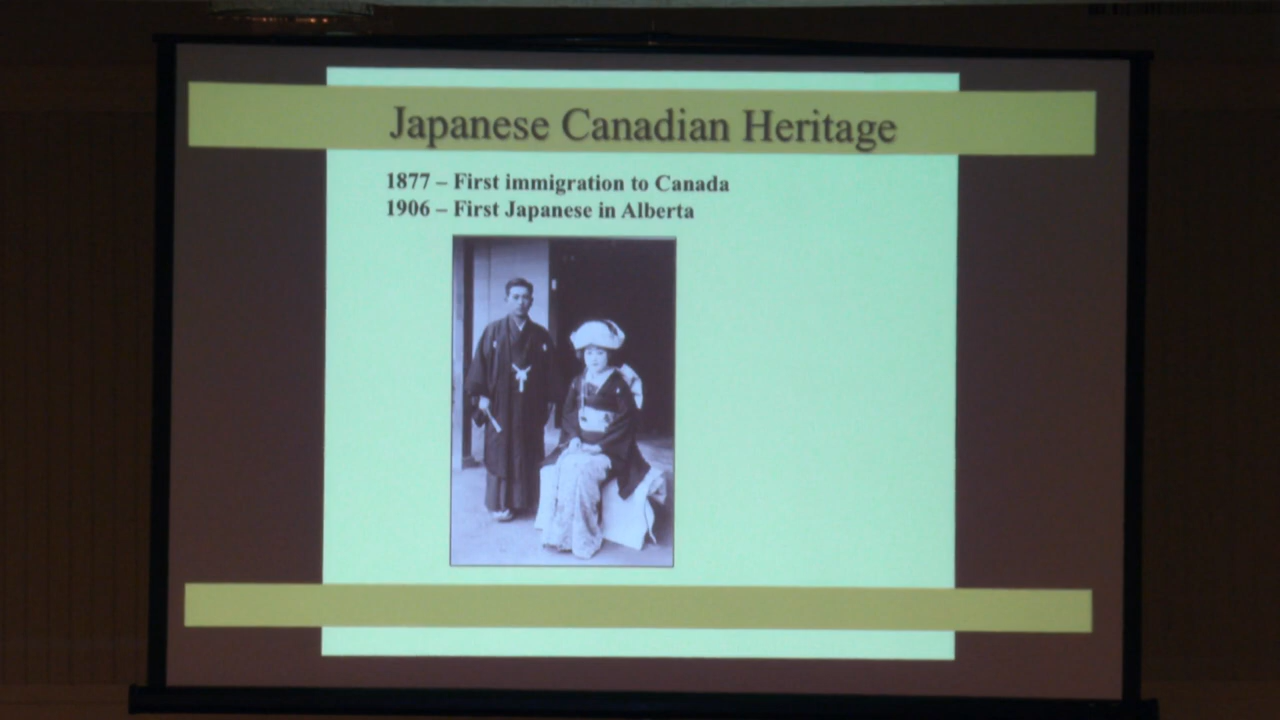 Japanese Canadian Heritage
1877 – First immigration to Canada
1906 – First Japanese in Alberta